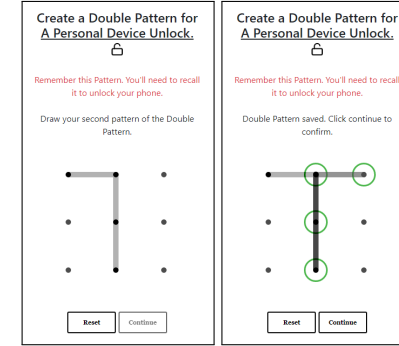 Create a Double Pattern for
A Personal Device Unlock.
Remember this Pattern. You'll need to recall
it to unlock your phone.
Draw your second pattern of the Double
Pattern.
Reset
Continue
Create a Double Pattern for
A Personal Device Unlock.
Remember this Pattern. You'll need to recall
it to unlock your phone.
Double Pattern saved. Click continue to
confirm.
Reset
Continue